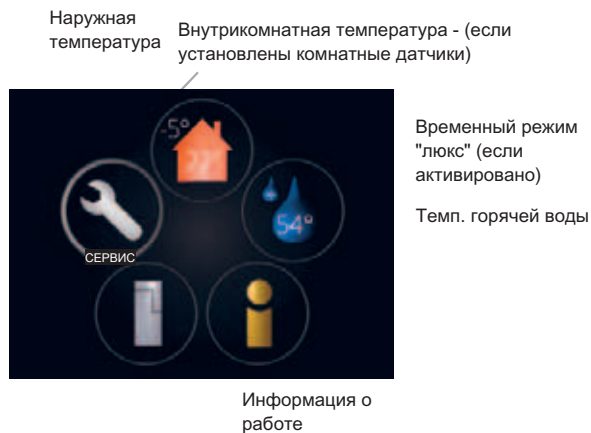 Наружная
температура
Внутрикомнатная температура - (если
установлены комнатные датчики)
-5°
22°
Временный режим
"люкс" (если
активировано)
54°
Темп. горячей воды
СЕРВИС
Информация о
работе